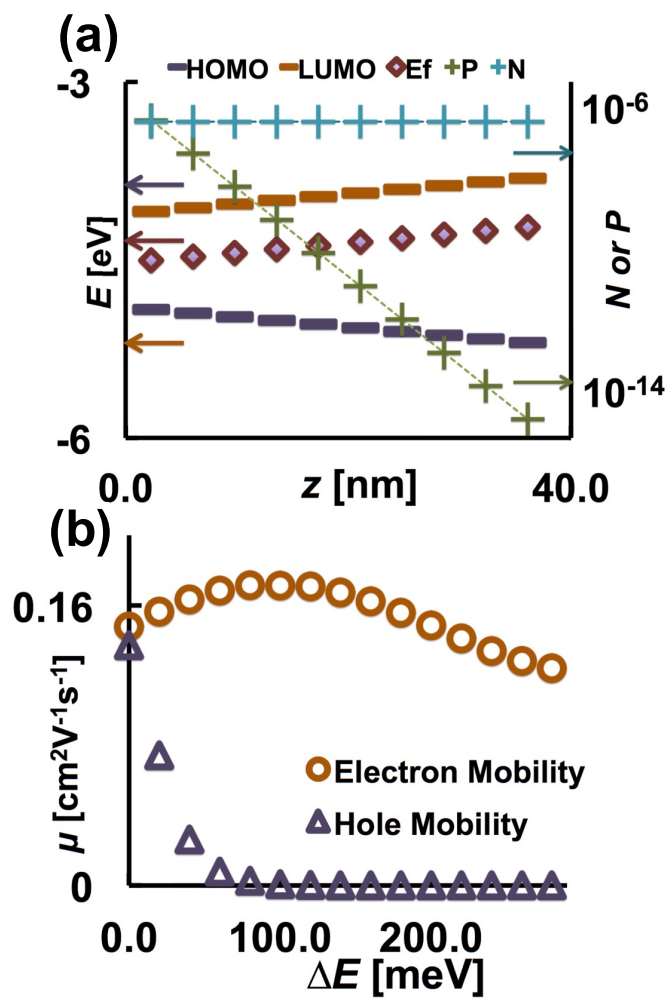 (a)
HOMO LUMO Ef P N
-3
10-6
E [eV]
N or P
10-14
-6
0.0 z [nm] 40.0
(b)
0.16
μ [cm2V-1s-1]
Electron Mobility
Hole Mobility
0
0.0 100.0 200.0
ΔE [meV]